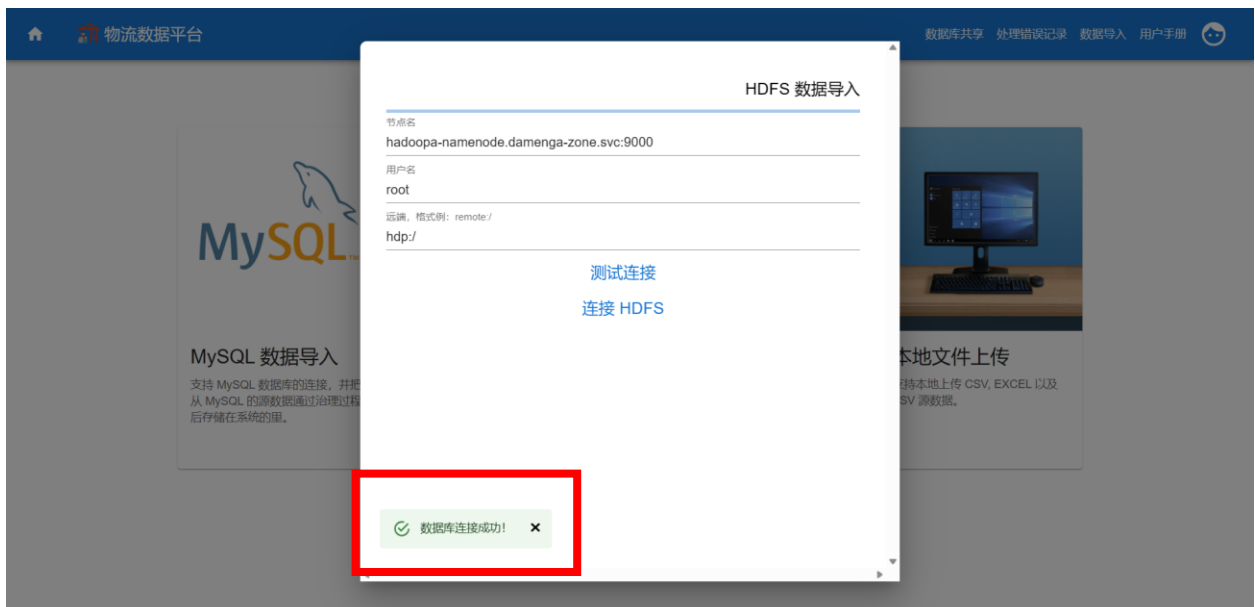 物流数据平台
数据库共享 处理错误记录 数据导入 用户手册
HDFS 数据导入
节点名
hadoopa-namenode.damenga-zone.svc:9000
用户名
root
远端，格式例：remote:/
hdp:/
测试连接
连接 HDFS
MySQL
TM
MySQL 数据导入
支持 MySQL 数据库的连接，并把
从 MySQL 的源数据通过治理过程
后存储在系统的里。
本地文件上传
支持本地上传 CSV, EXCEL 以及
SV 源数据。
数据库连接成功！